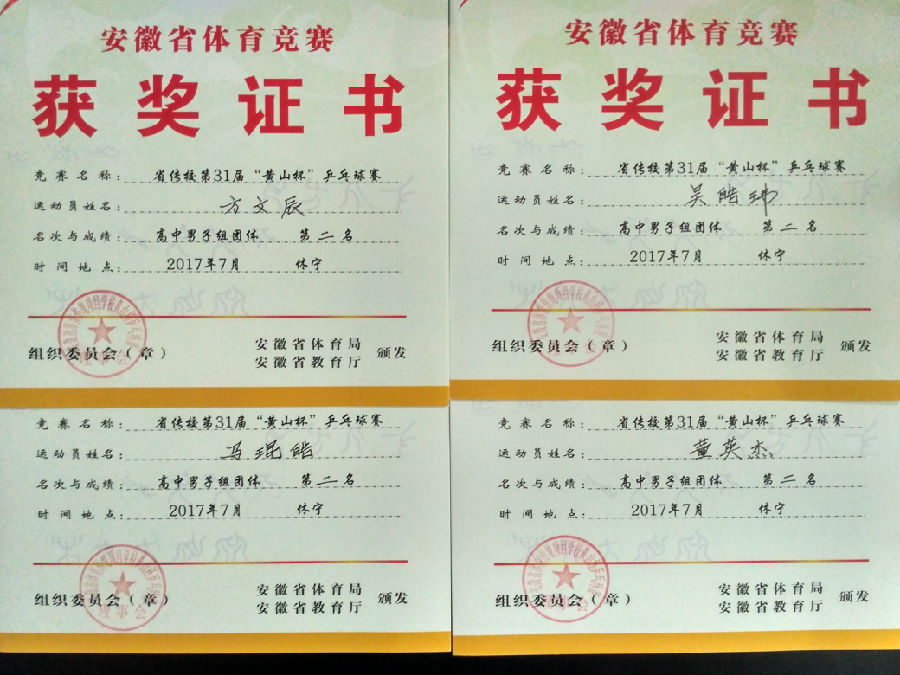 安徽省体育竞赛
获奖证书
竞赛名称：省传校第31届“黄山杯”乒乓球赛
运动员姓名：方文辰
名次与成绩：高中男子组团体 第二名
时间地点：2017年7月 休宁
组织委员会（章）
安徽省体育局
安徽省教育厅
颁发
安徽省体育竞赛
获奖证书
竞赛名称：省传校第31届“黄山杯”乒乓球赛
运动员姓名：吴皓玮
名次与成绩：高中男子组团体 第二名
时间地点：2017年7月 休宁
组织委员会（章）
安徽省体育局
安徽省教育厅
颁发
竞赛名称：省传校第31届“黄山杯”乒乓球赛
运动员姓名：马琨皓
名次与成绩：高中男子组团体 第二名
时间地点：2017年7月 休宁
组织委员会（章）
安徽省体育局
安徽省教育厅
颁发
竞赛名称：省传校第31届“黄山杯”乒乓球赛
运动员姓名：董英杰
名次与成绩：高中男子组团体 第二名
时间地点：2017年7月 休宁
组织委员会（章）
安徽省体育局
安徽省教育厅
颁发